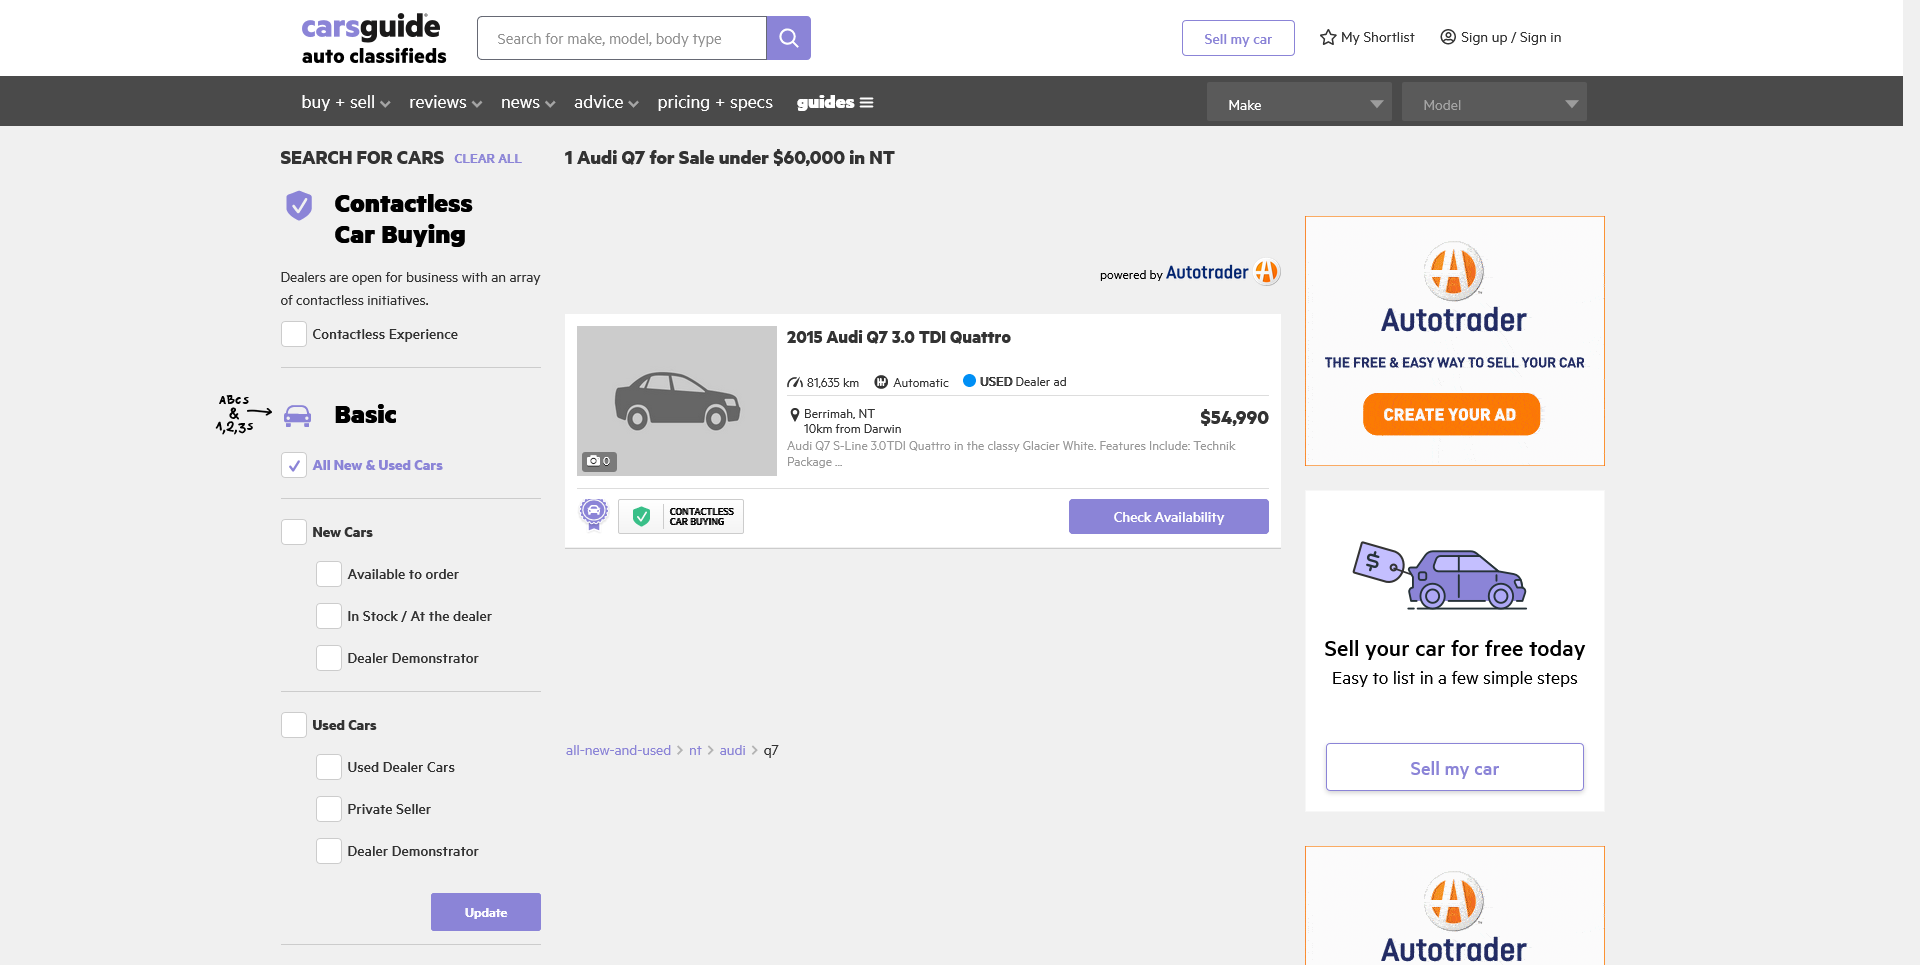 carsguide
auto classifieds
Search for make, model, body type
Sell my car
My Shortlist
Sign up / Sign in
buy + sell
reviews
news
advice
pricing + specs
guides
Make
Model
SEARCH FOR CARS
CLEAR ALL
Contactless
Car Buying
Dealers are open for business with an array
of contactless initiatives.
Contactless Experience
ABCs
&
1,2,3s
Basic
All New & Used Cars
New Cars
Available to order
In Stock / At the dealer
Dealer Demonstrator
Used Cars
Used Dealer Cars
Private Seller
Dealer Demonstrator
Update
1 Audi Q7 for Sale under $60,000 in NT
powered by Autotrader
2015 Audi Q7 3.0 TDI Quattro
81,635 km
Automatic
USED Dealer ad
Berrimah, NT
10km from Darwin
$54,990
Audi Q7 S-Line 3.0TDI Quattro in the classy Glacier White. Features Include: Technik
Package ...
0
CONTACTLESS
CAR BUYING
Check Availability
all-new-and-used > nt > audi > q7
Autotrader
THE FREE & EASY WAY TO SELL YOUR CAR
CREATE YOUR AD
$
Sell your car for free today
Easy to list in a few simple steps
Sell my car
Autotrader